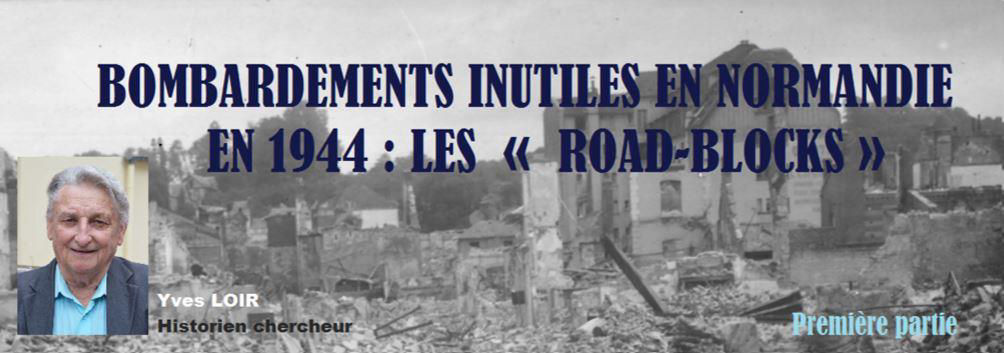 BOMBARDEMENTS INUTILES EN NORMANDIE
EN 1944 : LES « ROAD-BLOCKS »
Yves LOIR
Historien chercheur
Première partie